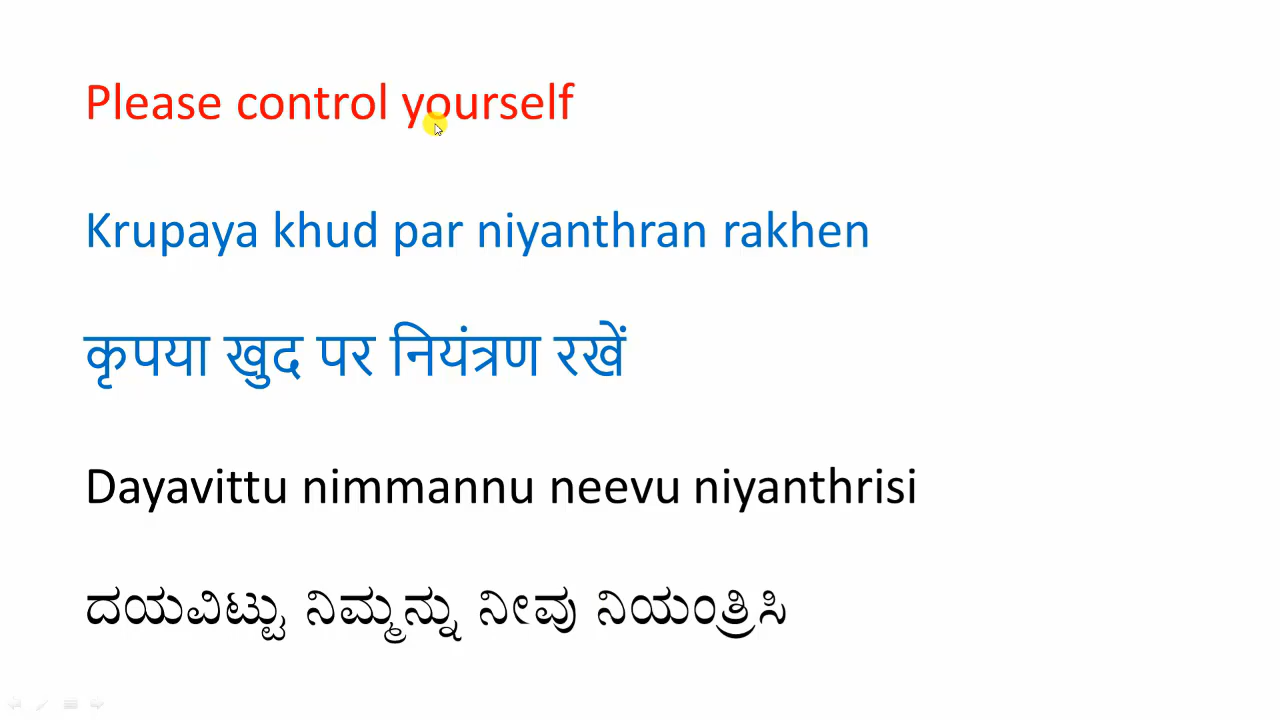 Please control yourself
Krupaya khud par niyanthran rakhen
कृपया खुद पर नियंत्रण रखें
Dayavittu nimmannu neevu niyanthrisi
ದಯವಿಟ್ಟು ನಿಮ್ಮನ್ನು ನೀವು ನಿಯಂತ್ರಿಸಿ